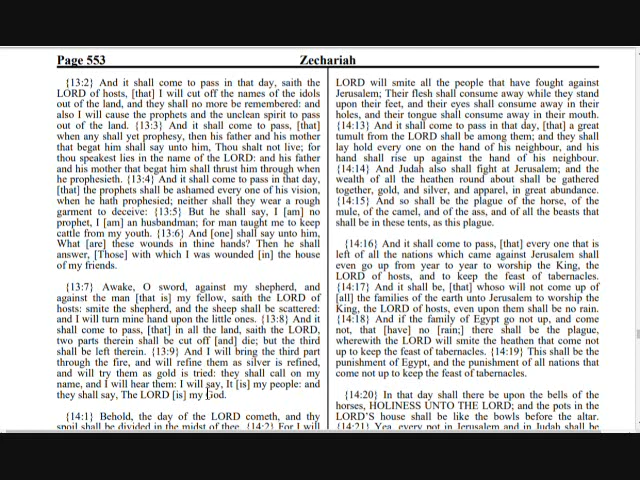 Page 553
Zechariah
{13:2} And it shall come to pass in that day, saith the
LORD of hosts, [that] I will cut off the names of the idols
out of the land, and they shall no more be remembered: and
also I will cause the prophets and the unclean spirit to pass
out of the land. {13:3} And it shall come to pass, [that]
when any shall yet prophesy, then his father and his mother
that begat him shall say unto him, Thou shalt not live; for
thou speakest lies in the name of the LORD: and his father
and his mother that begat him shall thrust him through when
he prophesieth. {13:4} And it shall come to pass in that day,
[that] the prophets shall be ashamed every one of his vision,
when he hath prophesied; neither shall they wear a rough
garment to deceive: {13:5} But he shall say, I [am] no
prophet, I [am] an husbandman; for man taught me to keep
cattle from my youth. {13:6} And [one] shall say unto him,
What [are] these wounds in thine hands? Then he shall
answer, [Those] with which I was wounded [in] the house
of my friends.
{13:7} Awake, O sword, against my shepherd, and
against the man [that is] my fellow, saith the LORD of
hosts: smite the shepherd, and the sheep shall be scattered:
and I will turn mine hand upon the little ones. {13:8} And it
shall come to pass, [that] in all the land, saith the LORD,
two parts therein shall be cut off [and] die; but the third
shall be left therein. {13:9} And I will bring the third part
through the fire, and will refine them as silver is refined,
and will try them as gold is tried: they shall call on my
name, and I will hear them: I will say, It [is] my people: and
they shall say, The LORD [is] my God.
{14:1} Behold, the day of the LORD cometh, and thy
spoil shall be divided in the midst of thee. {14:2} For I will
LORD will smite all the people that have fought against
Jerusalem; Their flesh shall consume away while they stand
upon their feet, and their eyes shall consume away in their
holes, and their tongue shall consume away in their mouth.
{14:13} And it shall come to pass in that day, [that] a great
tumult from the LORD shall be among them; and they shall
lay hold every one on the hand of his neighbour, and his
hand shall rise up against the hand of his neighbour.
{14:14} And Judah also shall fight at Jerusalem; and the
wealth of all the heathen round about shall be gathered
together, gold, and silver, and apparel, in great abundance.
{14:15} And so shall be the plague of the horse, of the
mule, of the camel, and of the ass, and of all the beasts that
shall be in these tents, as this plague.
{14:16} And it shall come to pass, [that] every one that is
left of all the nations which came against Jerusalem shall
even go up from year to year to worship the King, the
LORD of hosts, and to keep the feast of tabernacles.
{14:17} And it shall be, [that] whoso will not come up of
[all] the families of the earth unto Jerusalem to worship the
King, the LORD of hosts, even upon them shall be no rain.
{14:18} And if the family of Egypt go not up, and come
not, that [have] no [rain;] there shall be the plague,
wherewith the LORD will smite the heathen that come not
up to keep the feast of tabernacles. {14:19} This shall be the
punishment of Egypt, and the punishment of all nations that
come not up to keep the feast of tabernacles.
{14:20} In that day shall there be upon the bells of the
horses, HOLINESS UNTO THE LORD; and the pots in the
LORD'S house shall be like the bowls before the altar.
{14:21} Yea, every pot in Jerusalem and in Judah shall be